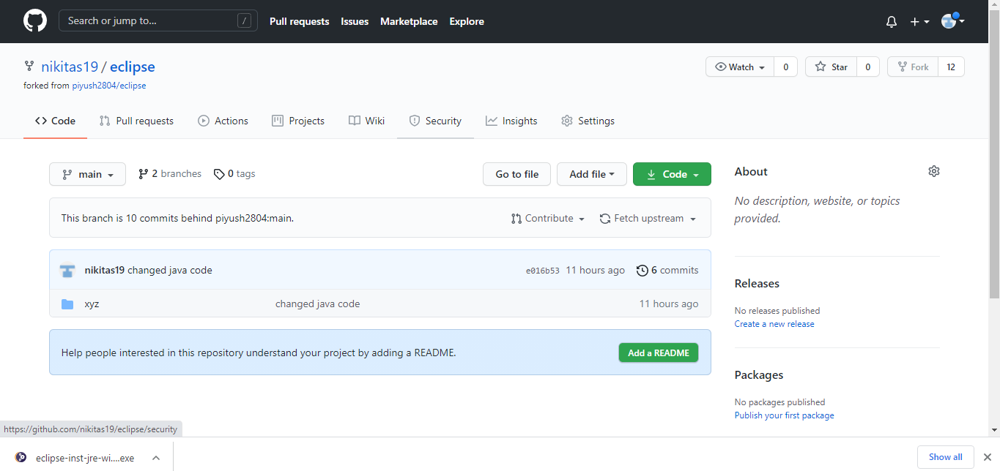 Search or jump to... /
Pull requests Issues Marketplace Explore
nikitas19 / eclipse
forked from piyush2804/eclipse
Watch 0 Star 0 Fork 12
Code Pull requests Actions Projects Wiki Security Insights Settings
main 2 branches 0 tags Go to file Add file Code
This branch is 10 commits behind piyush2804:main. Contribute Fetch upstream
nikitas19 changed java code e016b53 11 hours ago 6 commits
xyz changed java code 11 hours ago
Help people interested in this repository understand your project by adding a README. Add a README
About
No description, website, or topics
provided.
Releases
No releases published
Create a new release
Packages
No packages published
Publish your first package
https://github.com/nikitas19/eclipse/security
eclipse-inst-jre-wi....exe Show all